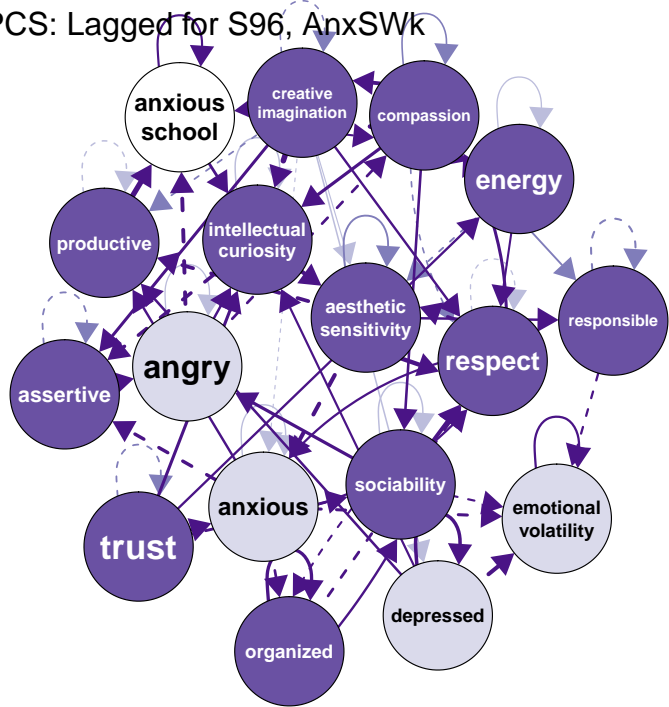 PCS: Lagged for S96, AnxSWk
anxious
school
creative
imagination
compassion
energy
productive
intellectual
curiosity
aesthetic
sensitivity
responsible
respect
angry
assertive
sociability
anxious
emotional
volatility
trust
depressed
organized